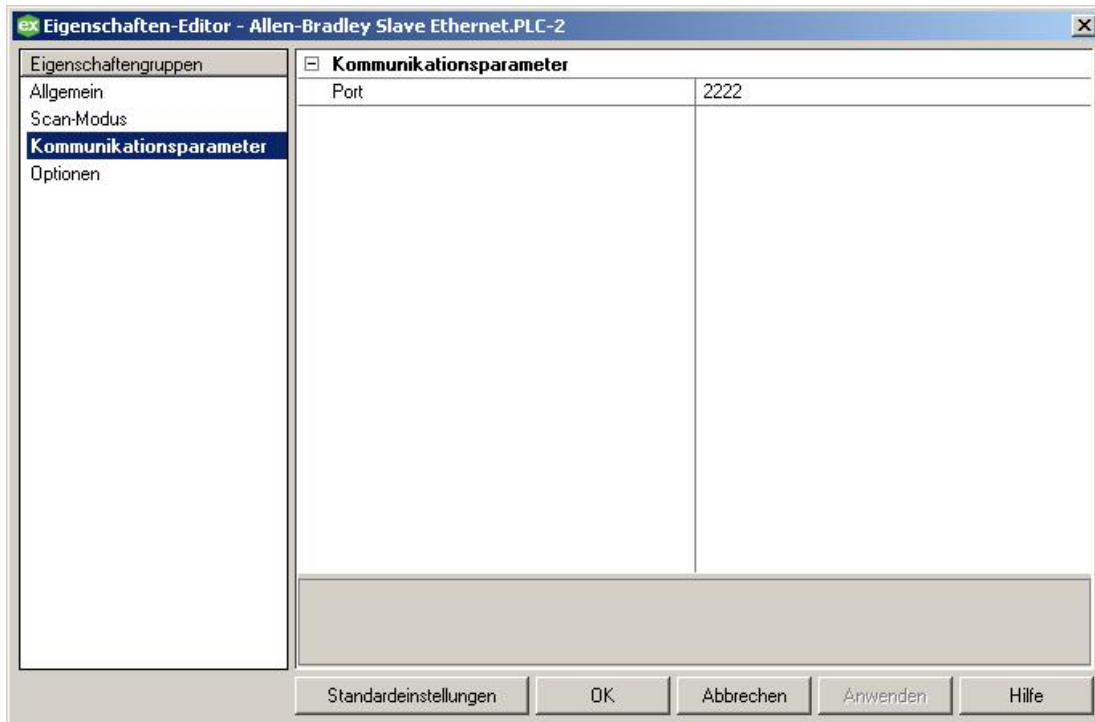 ex Eigenschaften-Editor - Allen-Bradley Slave Ethernet.PLC-2
Eigenschaftengruppen
Allgemein
Scan-Modus
Kommunikationsparameter
Optionen
Kommunikationsparameter
Port 2222
Standardeinstellungen OK Abbrechen Anwenden Hilfe